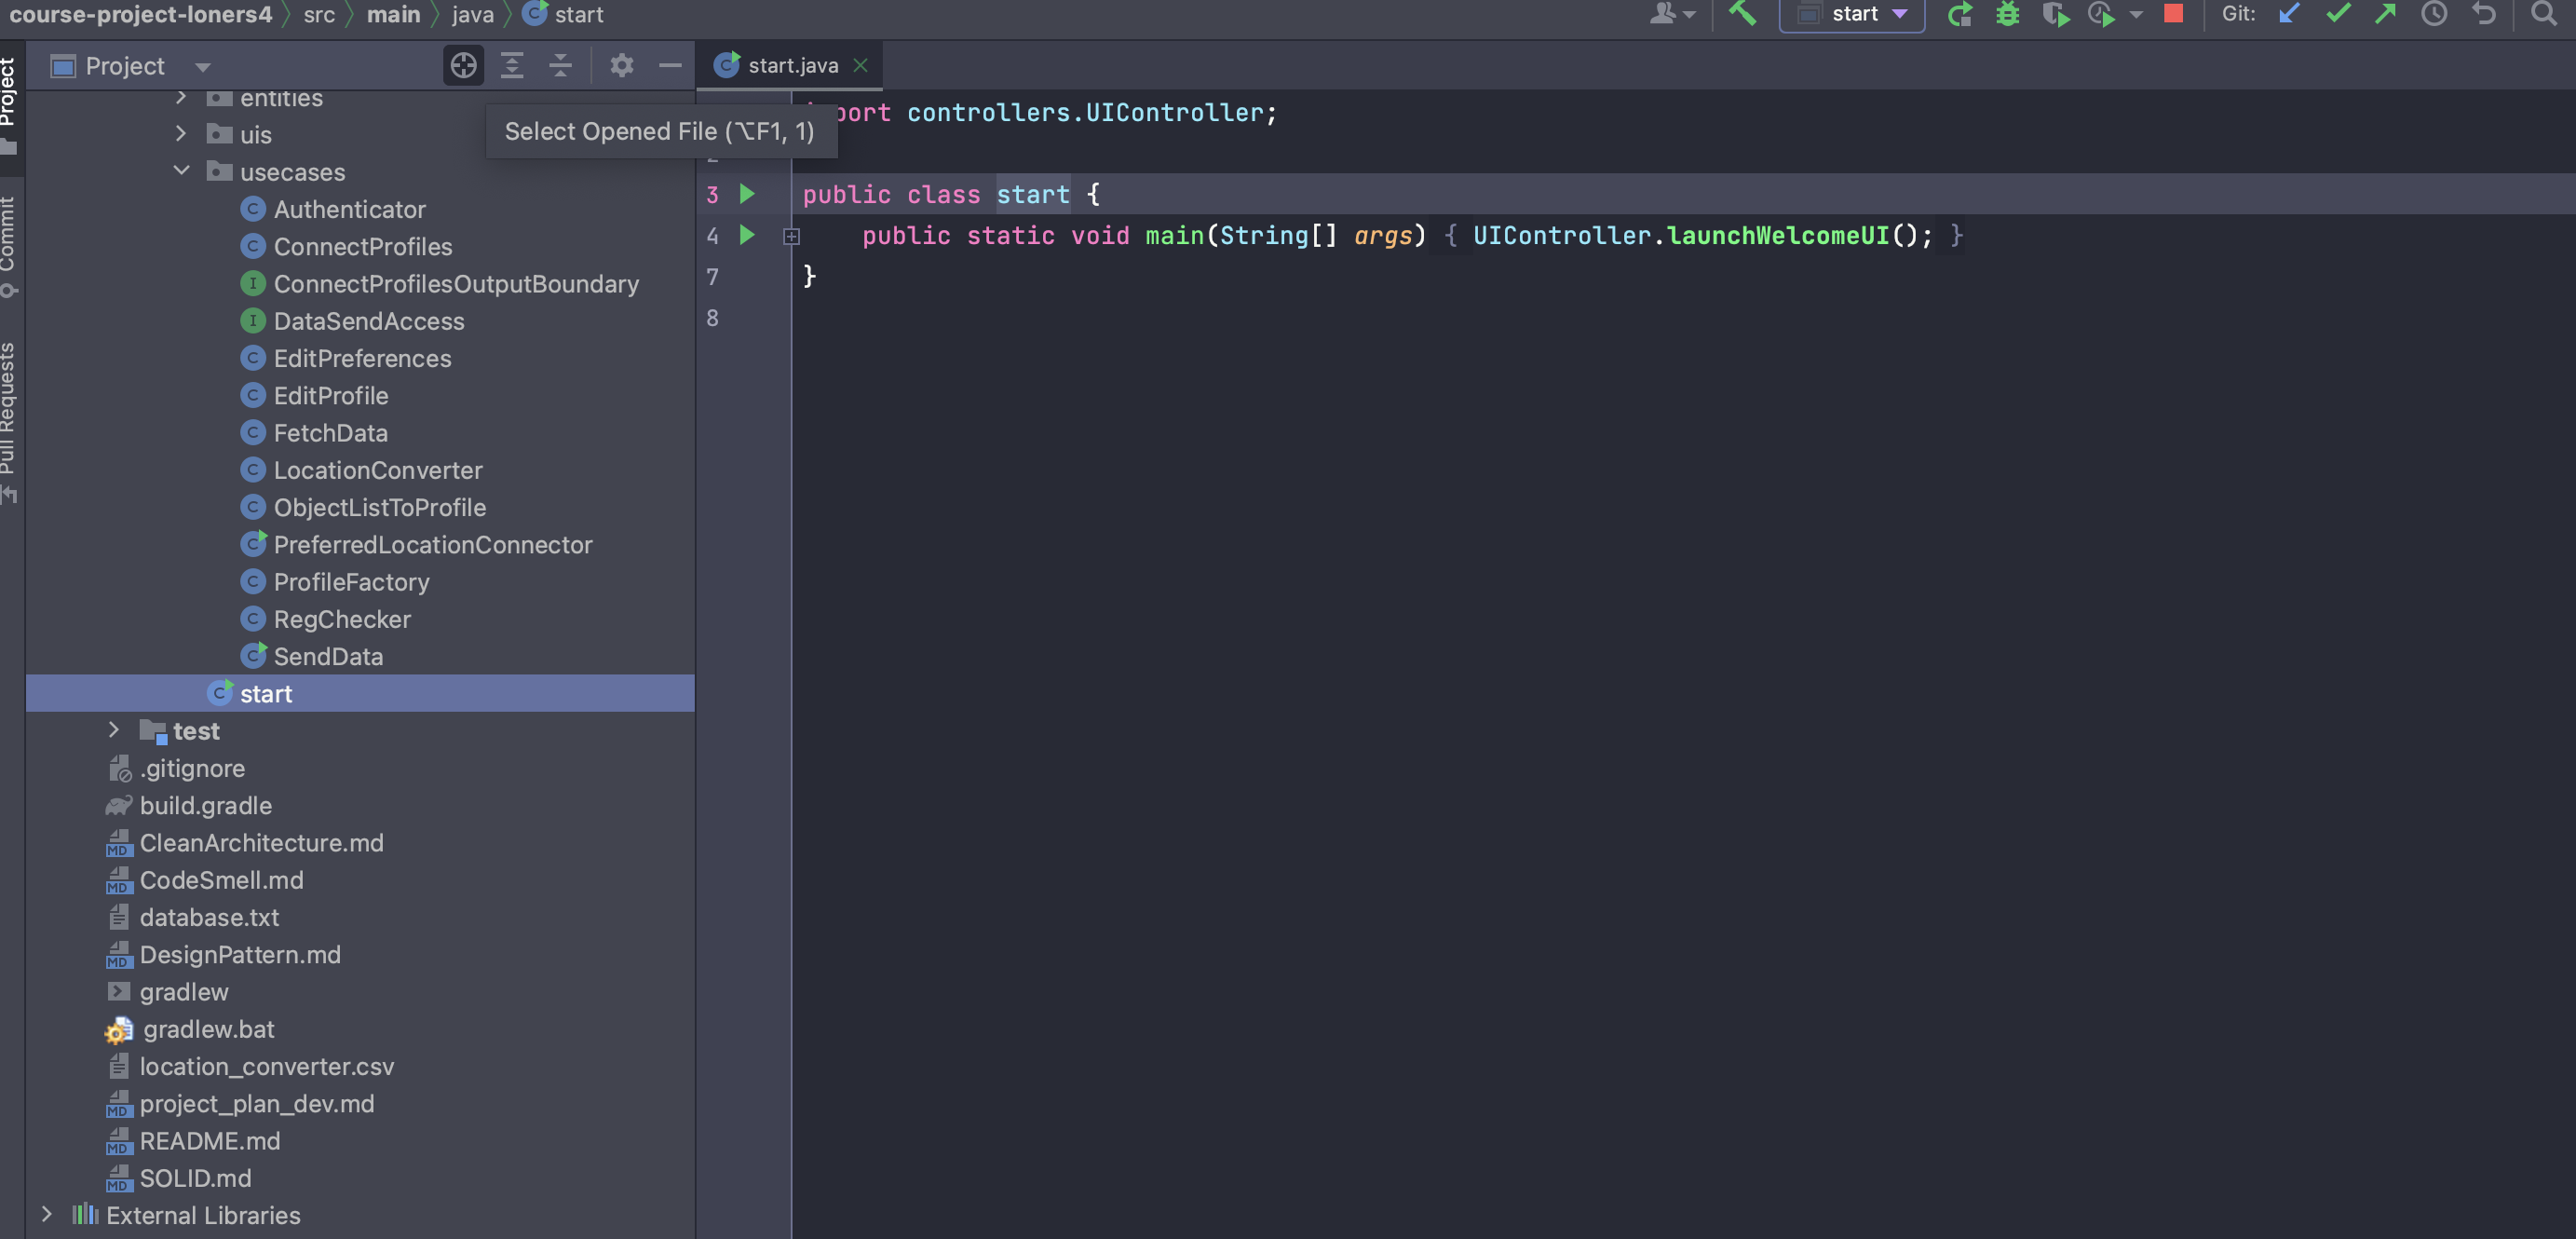 course-project-loners4 src main java start
start Git:
Project
Project
start.java
Commit
Pull Requests
entities
uis
usecases
Authenticator
ConnectProfiles
ConnectProfilesOutputBoundary
DataSendAccess
EditPreferences
EditProfile
FetchData
LocationConverter
ObjectListToProfile
PreferredLocationConnector
ProfileFactory
RegChecker
SendData
start
test
.gitignore
build.gradle
CleanArchitecture.md
CodeSmell.md
database.txt
DesignPattern.md
gradlew
gradlew.bat
location_converter.csv
project_plan_dev.md
README.md
SOLID.md
External Libraries
Select Opened File (⌥F1, 1)
port controllers.UIController;
3 public class start {
4 public static void main(String[] args) { UIController.launchWelcomeUI(); }
7 }
8